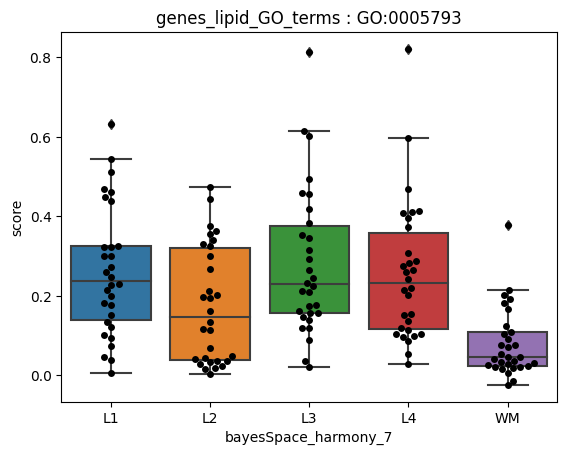 genes_lipid_GO_terms : GO:0005793
score
0.8
0.6
0.4
0.2
0.0
L1 L2 L3 L4 WM
bayesSpace_harmony_7